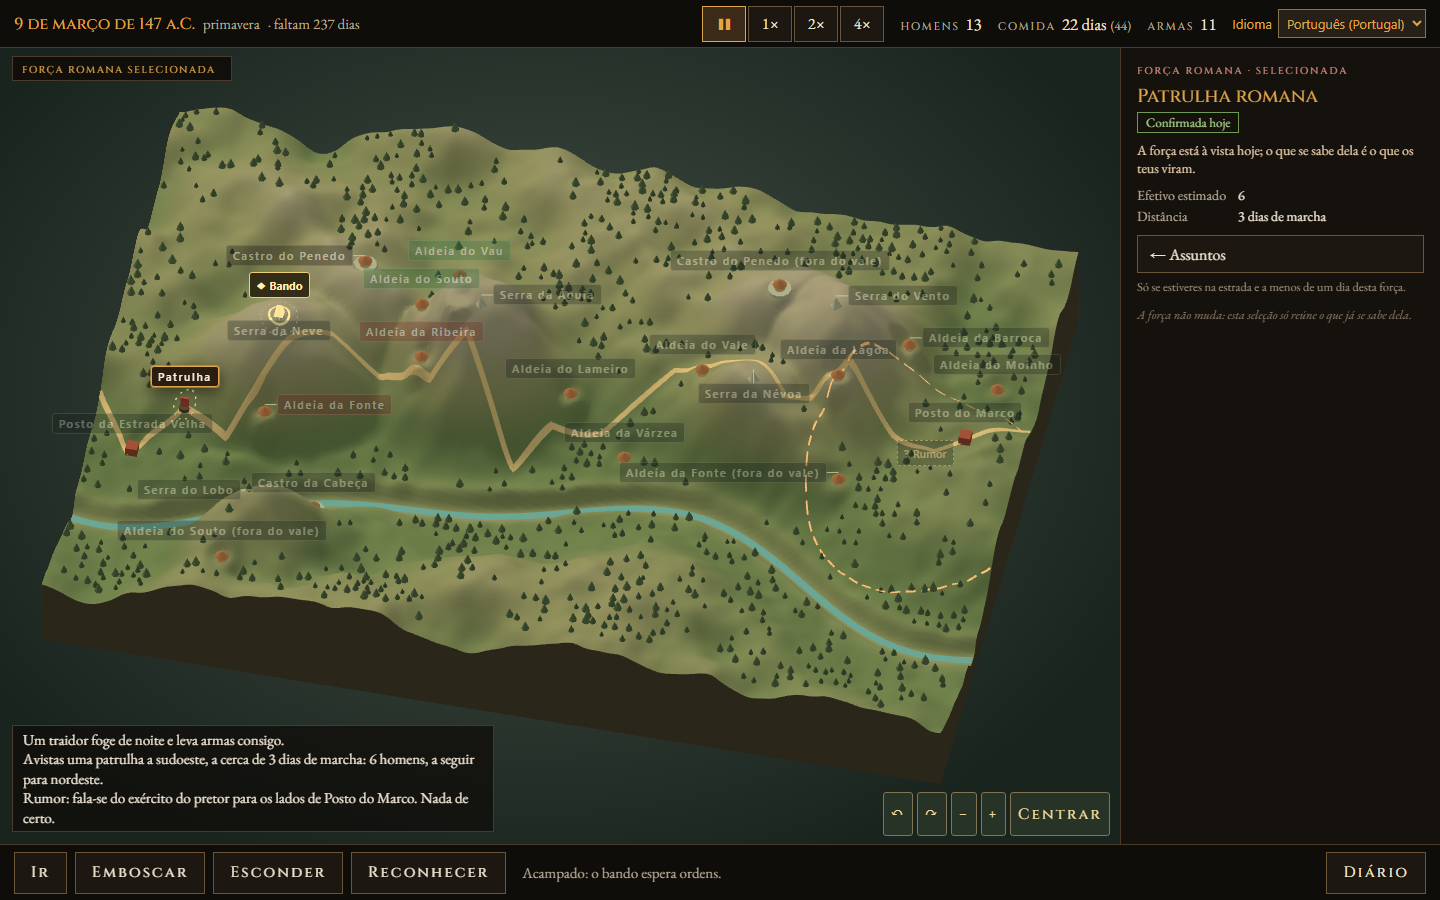 9 DE MARÇO DE 147 A.C. primavera · faltam 237 dias
1× 2× 4×
HOMENS 13 COMIDA 22 dias (44) ARMAS 11
Idioma Português (Portugal)
FORÇA ROMANA SELECIONADA
FORÇA ROMANA · SELECIONADA
PATRULHA ROMANA
Confirmada hoje
A força está à vista hoje; o que se sabe dela é o que os
teus viram.
Efetivo estimado 6
Distância 3 dias de marcha
← Assuntos
Só se estiveres na estrada e a menos de um dia desta força.
A força não muda: esta seleção só reúne o que já se sabe dela.
Castro do Penedo
Aldeia do Vau
Castro do Penedo (fora do vale)
Aldeia do Souto
◆ Bando
Serra da Águia
Serra do Vento
Serra da Neve
Aldeia da Ribeira
Aldeia do Vale
Aldeia da Lagoa
Aldeia da Barroca
Aldeia do Lameiro
Aldeia do Moinho
Patrulha
Serra da Névoa
Aldeia da Fonte
Posto do Marco
Posto da Estrada Velha
Aldeia da Várzea
? Rumor
Aldeia da Fonte (fora do vale)
Serra do Lobo
Castro da Cabeça
Aldeia do Souto (fora do vale)
Um traidor foge de noite e leva armas consigo.
Avistas uma patrulha a sudoeste, a cerca de 3 dias de marcha: 6 homens, a seguir
para nordeste.
Rumor: fala-se do exército do pretor para os lados de Posto do Marco. Nada de
certo.
↶ ↷ − + CENTRAR
IR EMBOSCAR ESCONDER RECONHECER Acampado: o bando espera ordens. DIÁRIO